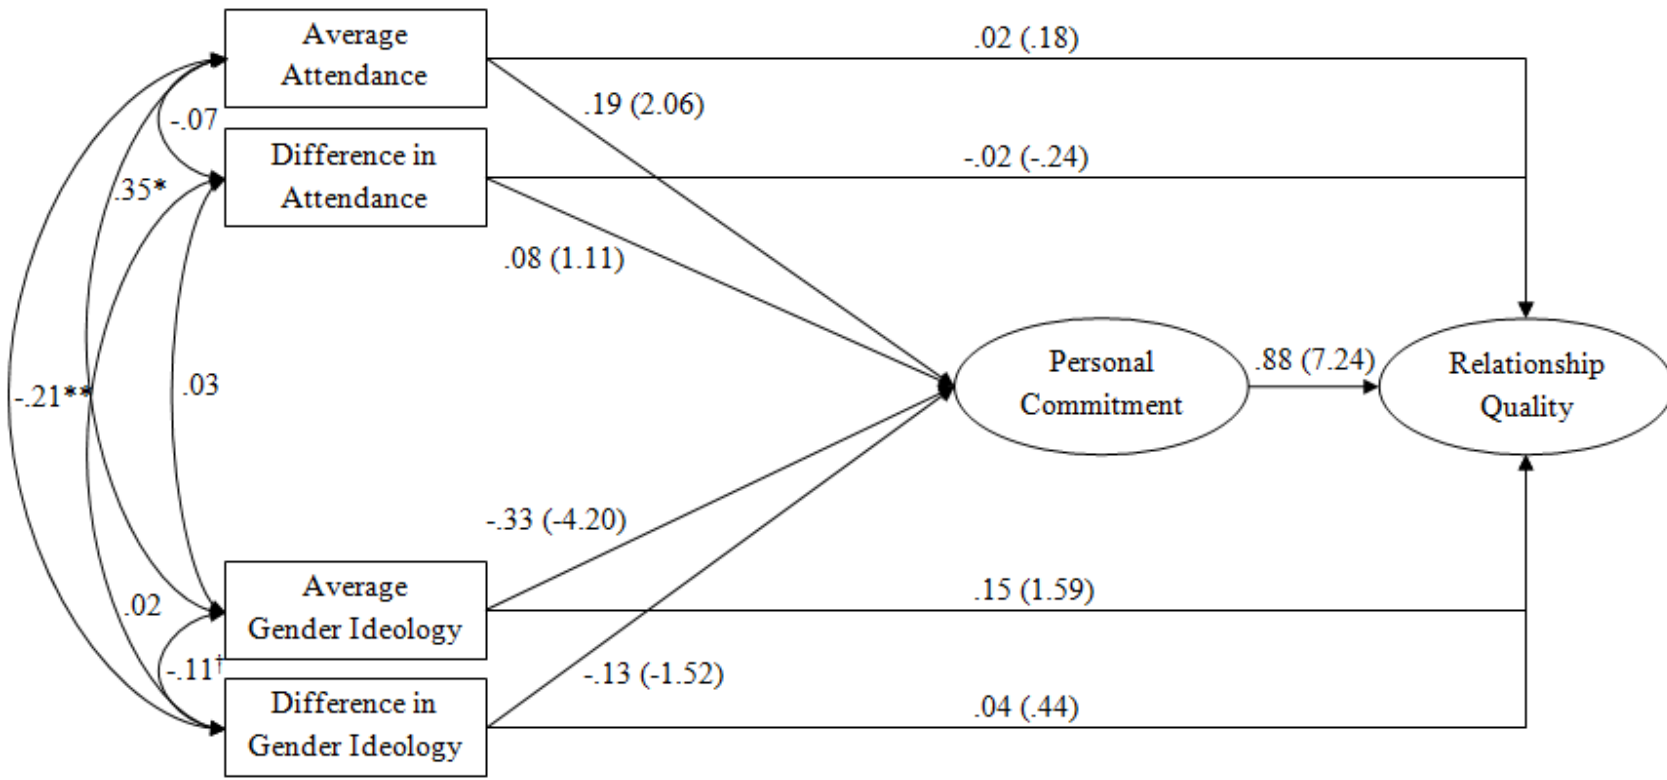 Average
Attendance
.02 (.18)
.19 (2.06)
-.07
Difference in
Attendance
-.02 (-.24)
.35*
.08 (1.11)
Personal
Commitment
.88 (7.24)
Relationship
Quality
-.21**
.03
-.33 (-4.20)
Average
Gender Ideology
.15 (1.59)
.02
-.11†
-.13 (-1.52)
Difference in
Gender Ideology
.04 (.44)